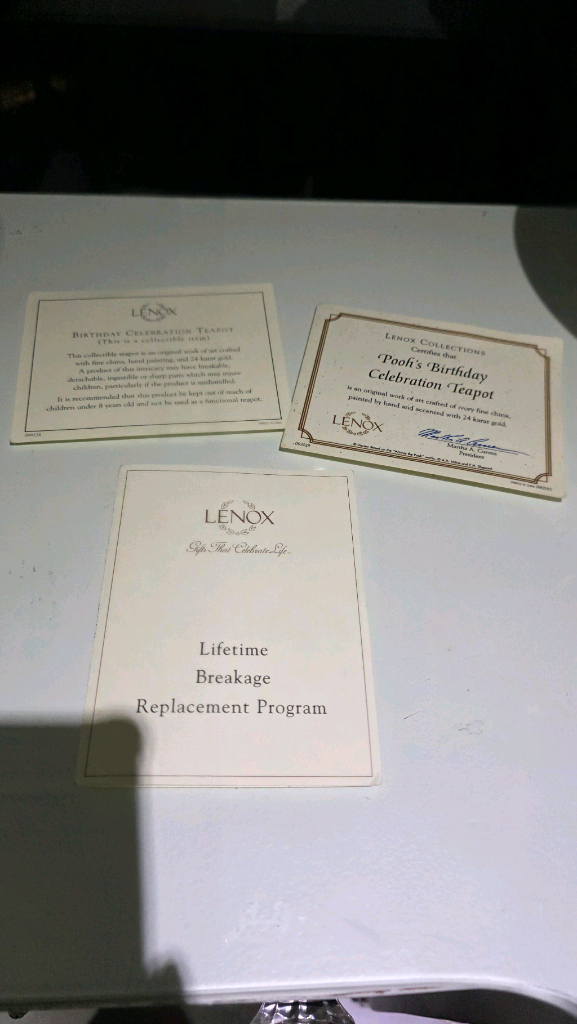 LENOX
BIRTHDAY CELEBRATION TEAPOT
(This is a collectible item)
This collectible teapot is an original work of art crafted
with fine china, hand painting, and 24 karat gold.
A product of this intricacy may have breakable,
detachable, ingestible or sharp parts which may injure
children, particularly if the product is mishandled.
It is recommended that this product be kept out of reach of
children under 8 years old and not be used as a functional teapot.
LENOX COLLECTIONS
Certifies that
Pooh's Birthday
Celebration Teapot
is an original work of art crafted of ivory fine china,
painted by hand and accented with 24 karat gold.
LENOX
Martha A. Curren
President
LENOX
Gifts That Celebrate Life
Lifetime
Breakage
Replacement Program